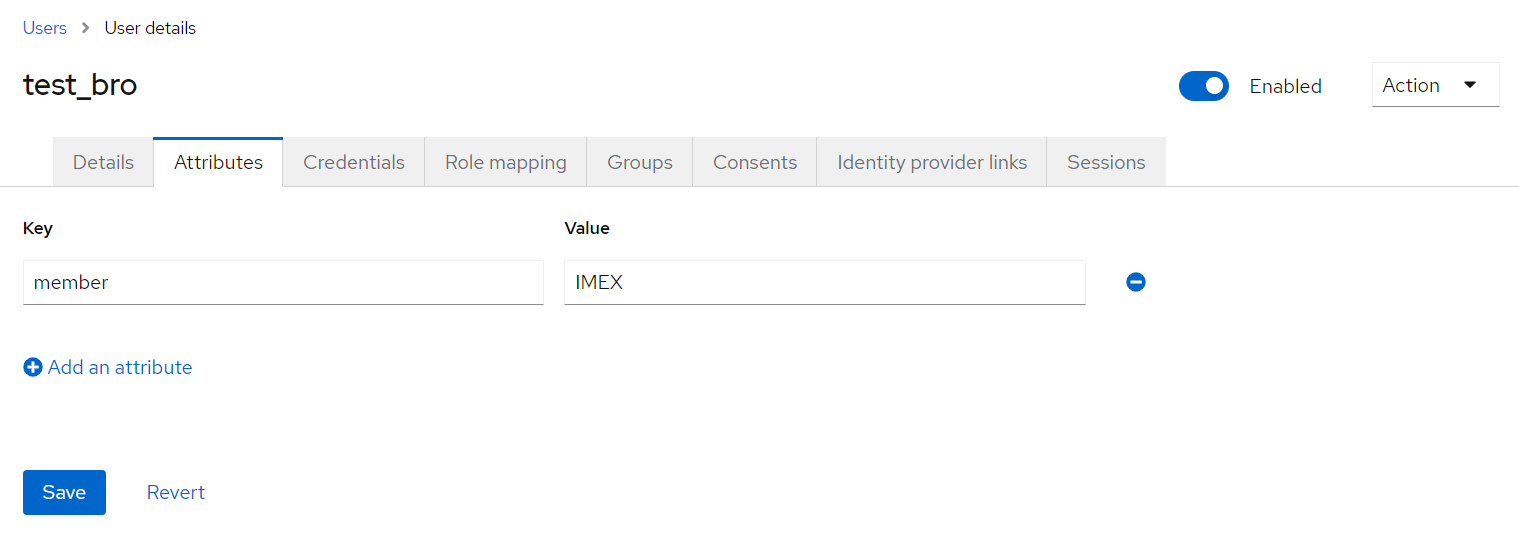 Users > User details
test_bro
Enabled
Action
Details Attributes Credentials Role mapping Groups Consents Identity provider links Sessions
Key Value
member IMEX
Add an attribute
Save Revert